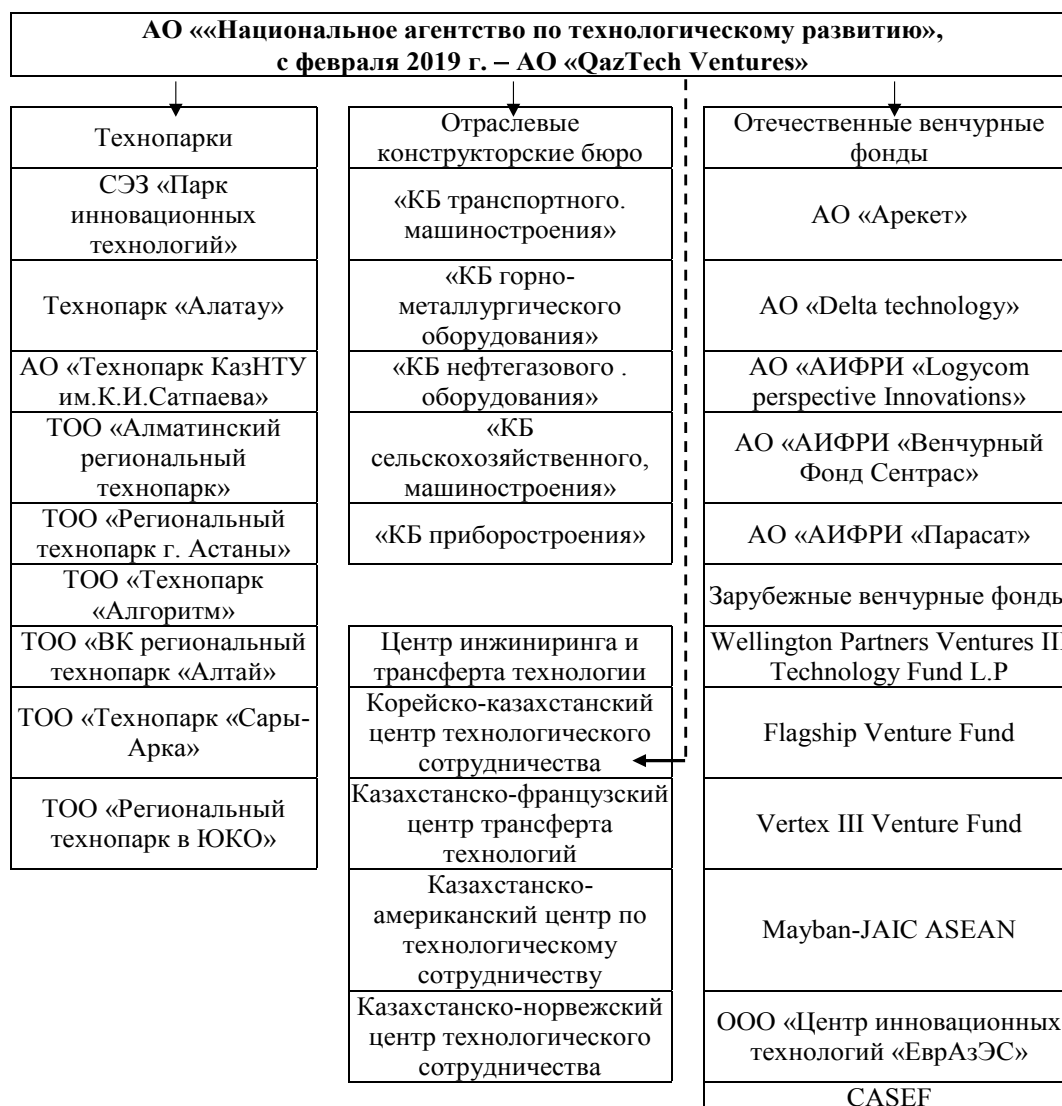 АО ««Национальное агентство по технологическому развитию»,
с февраля 2019 г. – АО «QazTech Ventures»
Технопарки
СЭЗ «Парк
инновационных
технологий»
Технопарк «Алатау»
АО «Технопарк КазНТУ
им.К.И.Сатпаева»
ТОО «Алматинский
региональный
технопарк»
ТОО «Региональный
технопарк г. Астаны»
ТОО «Технопарк
«Алгоритм»
ТОО «ВК региональный
технопарк «Алтай»
ТОО «Технопарк «Сары-
Арка»
ТОО «Региональный
технопарк в ЮКО»
Отраслевые
конструкторские бюро
«КБ транспортного.
машиностроения»
«КБ горно-
металлургического
оборудования»
«КБ нефтегазового .
оборудования»
«КБ
сельскохозяйственного,
машиностроения»
«КБ приборостроения»
Центр инжиниринга и
трансферта технологии
Корейско-казахстанский
центр технологического
сотрудничества
Казахстанско-французский
центр трансферта
технологий
Казахстанско-
американский центр по
технологическому
сотрудничеству
Казахстанско-норвежский
центр технологического
сотрудничества
Отечественные венчурные
фонды
АО «Арекет»
АО «Delta technology»
АО «АИФРИ «Logycom
perspective Innovations»
АО «АИФРИ «Венчурный
Фонд Сентрас»
АО «АИФРИ «Парасат»
Зарубежные венчурные фонды
Wellington Partners Ventures III
Technology Fund L.P
Flagship Venture Fund
Vertex III Venture Fund
Mayban-JAIC ASEAN
ООО «Центр инновационных
технологий «ЕврАзЭС»
CASEF